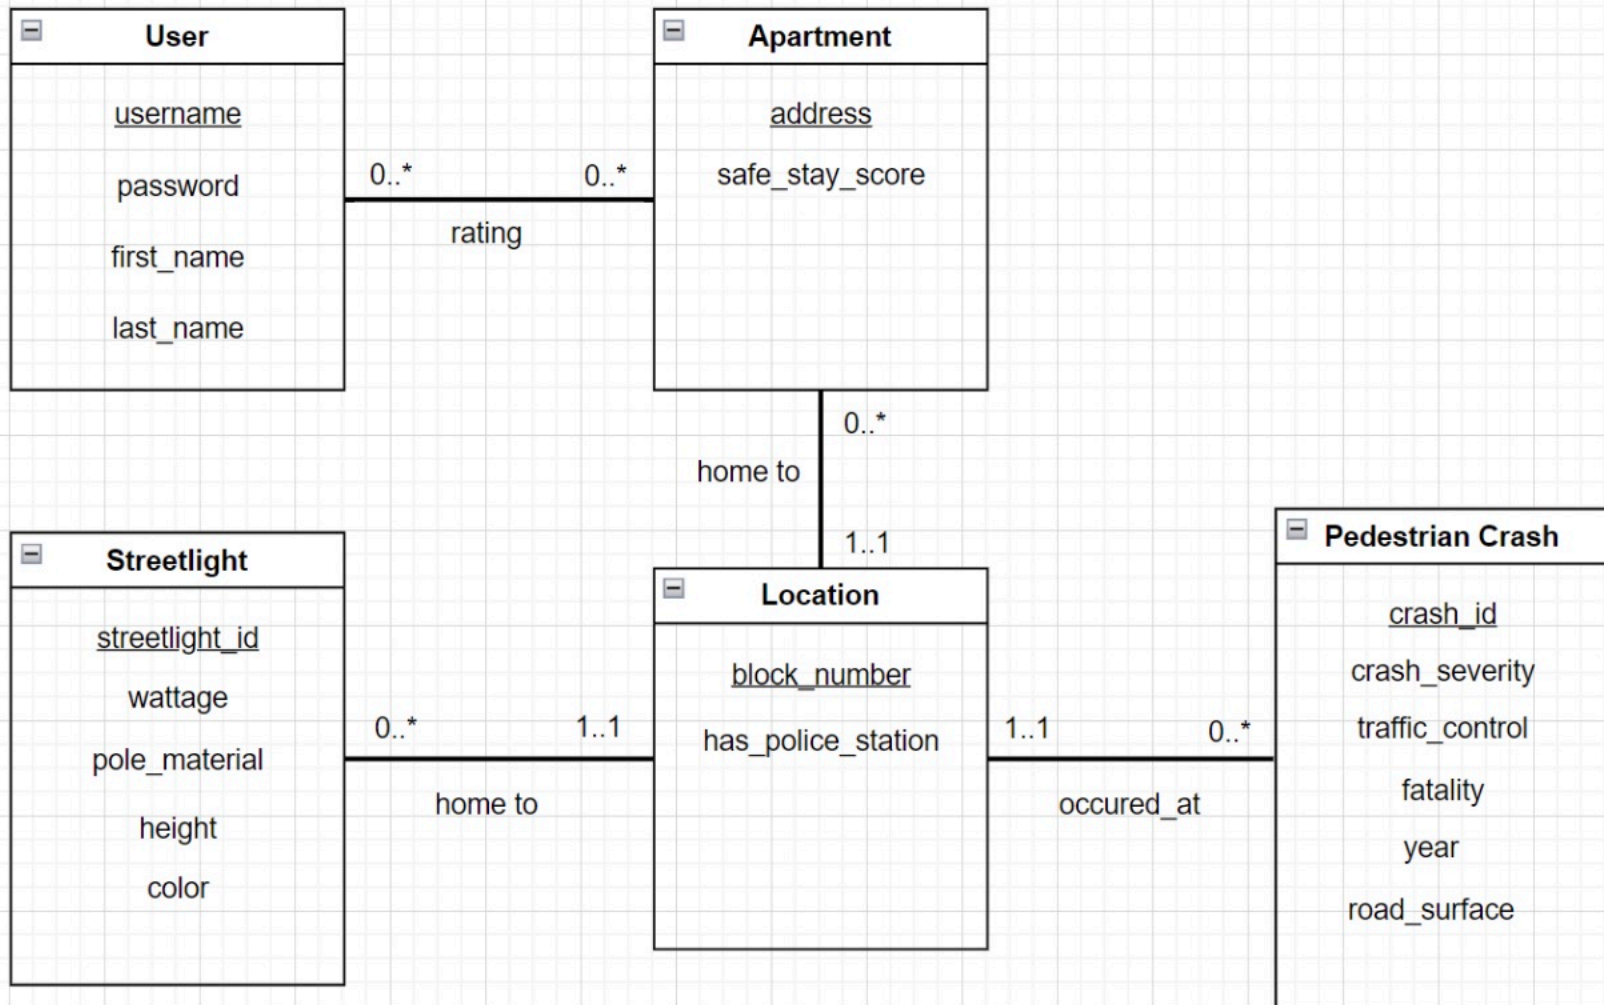 User
username
password
first_name
last_name
0..*
0..*
rating
Apartment
address
safe_stay_score
0..*
home to
1..1
Streetlight
streetlight_id
wattage
pole_material
height
color
0..*
1..1
home to
Location
block_number
has_police_station
1..1
0..*
occured_at
Pedestrian Crash
crash_id
crash_severity
traffic_control
fatality
year
road_surface